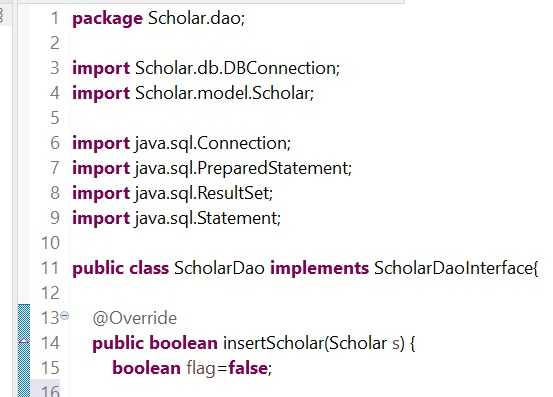 1 package Scholar.dao;
2
3 import Scholar.db.DBConnection;
4 import Scholar.model.Scholar;
5
6 import java.sql.Connection;
7 import java.sql.PreparedStatement;
8 import java.sql.ResultSet;
9 import java.sql.Statement;
10
11 public class ScholarDao implements ScholarDaoInterface{
12
13 @Override
14 public boolean insertScholar(Scholar s) {
15 boolean flag=false;
16